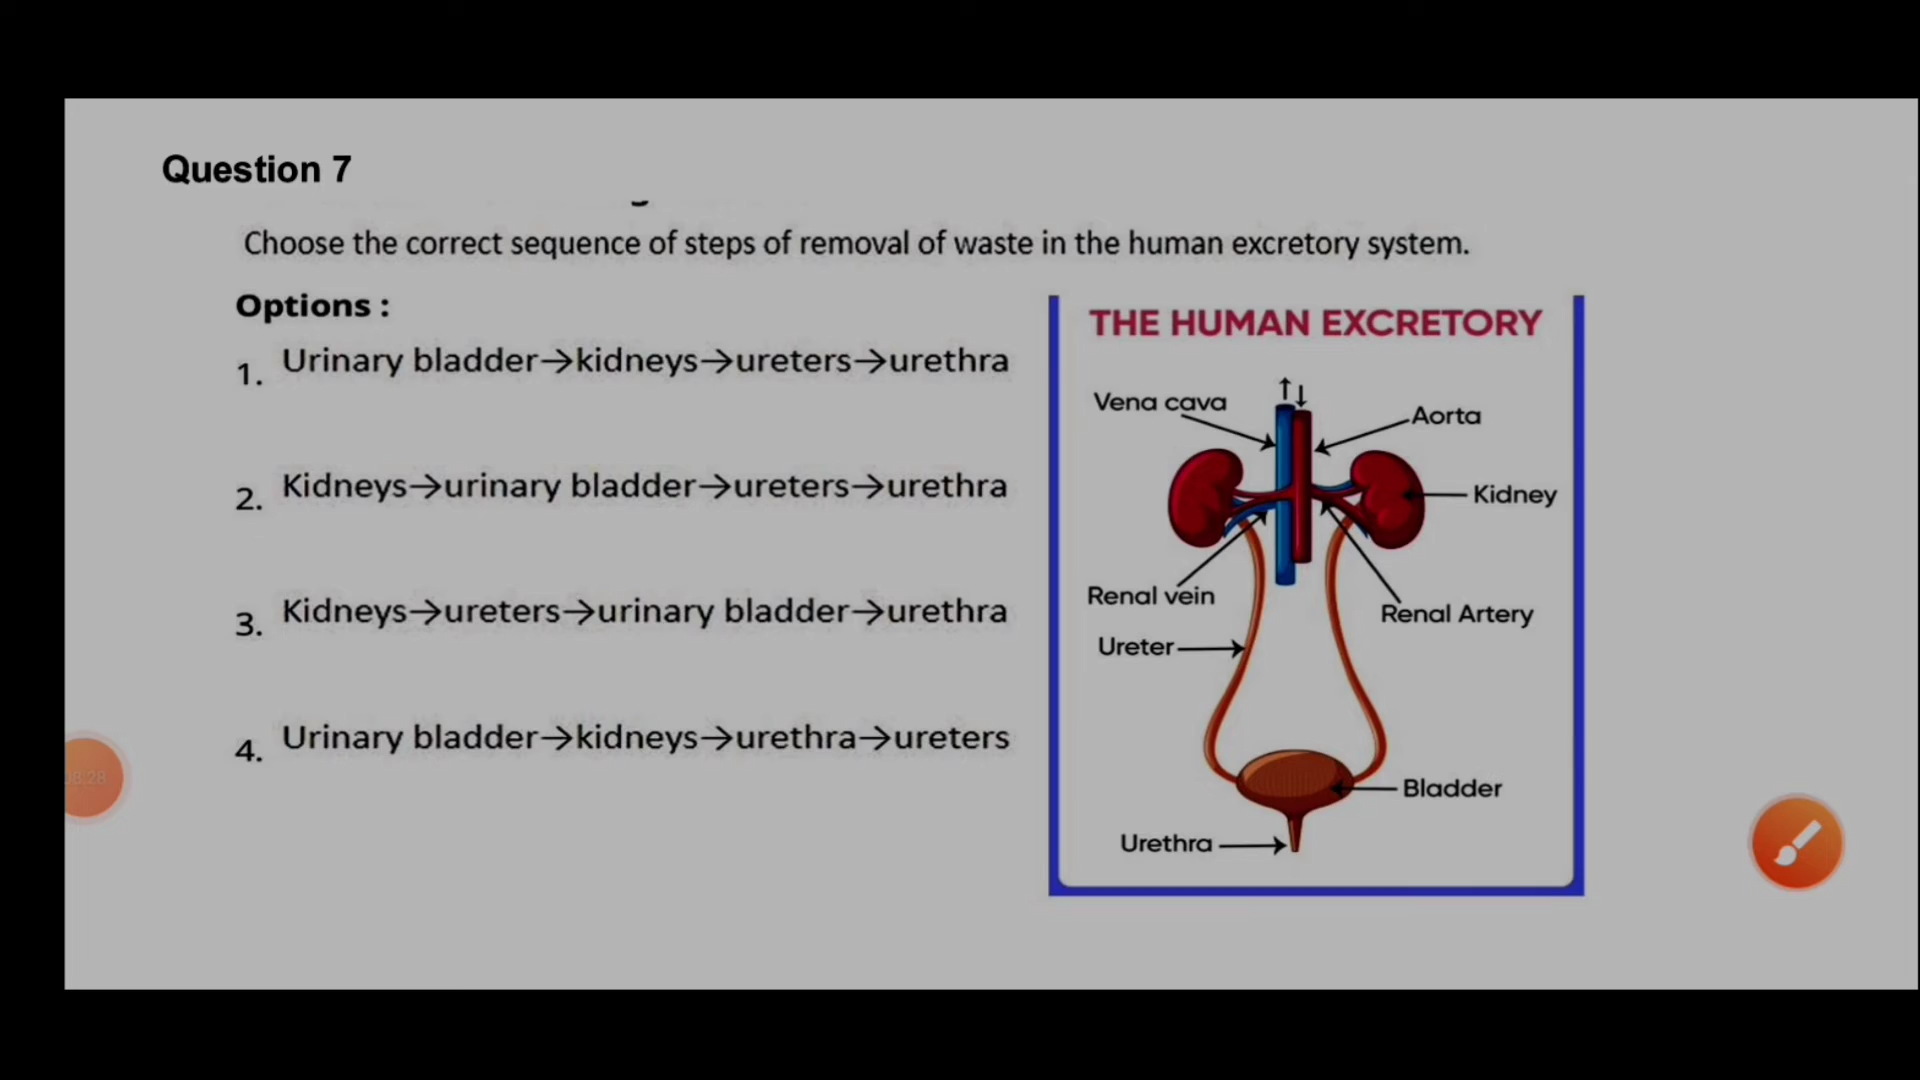 Question 7
Choose the correct sequence of steps of removal of waste in the human excretory system.
Options :
1. Urinary bladder→kidneys→ureters→urethra
2. Kidneys→urinary bladder→ureters→urethra
3. Kidneys→ureters→urinary bladder→urethra
4. Urinary bladder→kidneys→urethra→ureters
THE HUMAN EXCRETORY
Vena cava
Aorta
Kidney
Renal vein
Renal Artery
Ureter
Bladder
Urethra